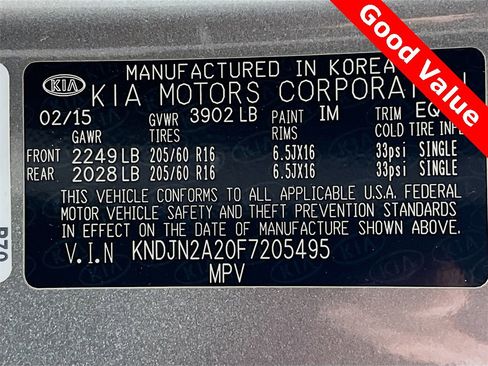 Good Value
MANUFACTURED IN KOREA
KIA KIA MOTORS
02/15 GVWR 3902 LB PAINT IM TRIM
GAWR TIRES RIMS COLD TIRE
FRONT 2249 LB 205/60 R16 6.5JX16 33psi SINGLE
REAR. 2028 LB 205/60 R16 6.5JX16 33psi SINGLE
THIS VEHICLE CONFORMS TO ALL APPLICABLE U.S.A. FEDERAL
MOTOR VEHICLE SAFETY AND THEFT PREVENTION STANDARDS
IN EFFECT ON THE DATE OF MANUFACTURE SHOWN ABOVE.
V.I.N KNDJN2A20F7205495
MPV